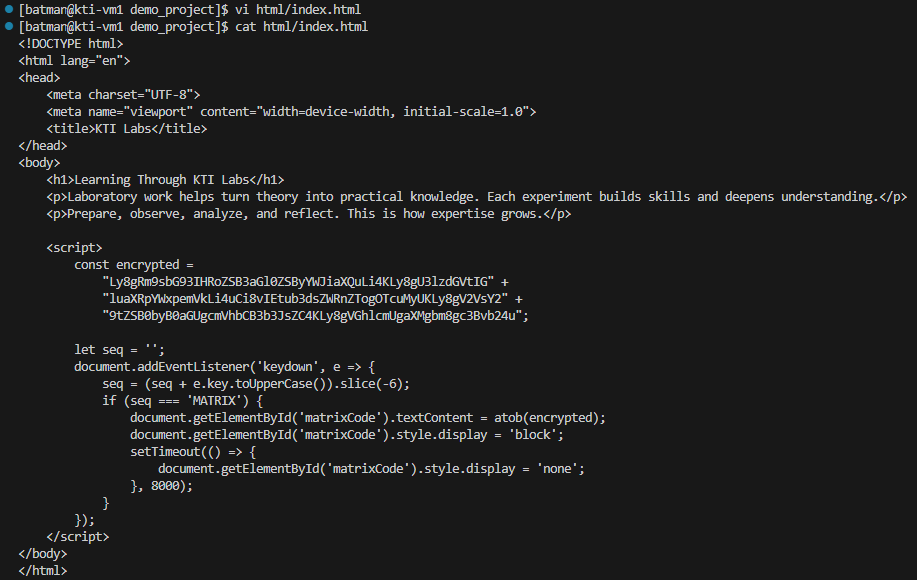 [batman@kti-vm1 demo_project]$ vi html/index.html
[batman@kti-vm1 demo_project]$ cat html/index.html
<!DOCTYPE html>
<html lang="en">
<head>
    <meta charset="UTF-8">
    <meta name="viewport" content="width=device-width, initial-scale=1.0">
    <title>KTI Labs</title>
</head>
<body>
    <h1>Learning Through KTI Labs</h1>
    <p>Laboratory work helps turn theory into practical knowledge. Each experiment builds skills and deepens understanding.</p>
    <p>Prepare, observe, analyze, and reflect. This is how expertise grows.</p>

    <script>
        const encrypted =
            "Ly8gRm9sbG93IHRoZSB3aGl0ZSByYWJiaXQuLi4KLy8gU3lzdGVtIG" +
            "luaXRpYWxpemVkLi4uCi8vIEtub3dsZWRnZTogOTcuMyUKLy8gV2VsY2" +
            "9tZSB0byB0aGUgcmVhbCB3b3JsZC4KLy8gVGhlcmUgaXMgbm8gc3Bvb24u";

        let seq = '';
        document.addEventListener('keydown', e => {
            seq = (seq + e.key.toUpperCase()).slice(-6);
            if (seq === 'MATRIX') {
                document.getElementById('matrixCode').textContent = atob(encrypted);
                document.getElementById('matrixCode').style.display = 'block';
                setTimeout(() => {
                    document.getElementById('matrixCode').style.display = 'none';
                }, 8000);
            }
        });
    </script>
</body>
</html>